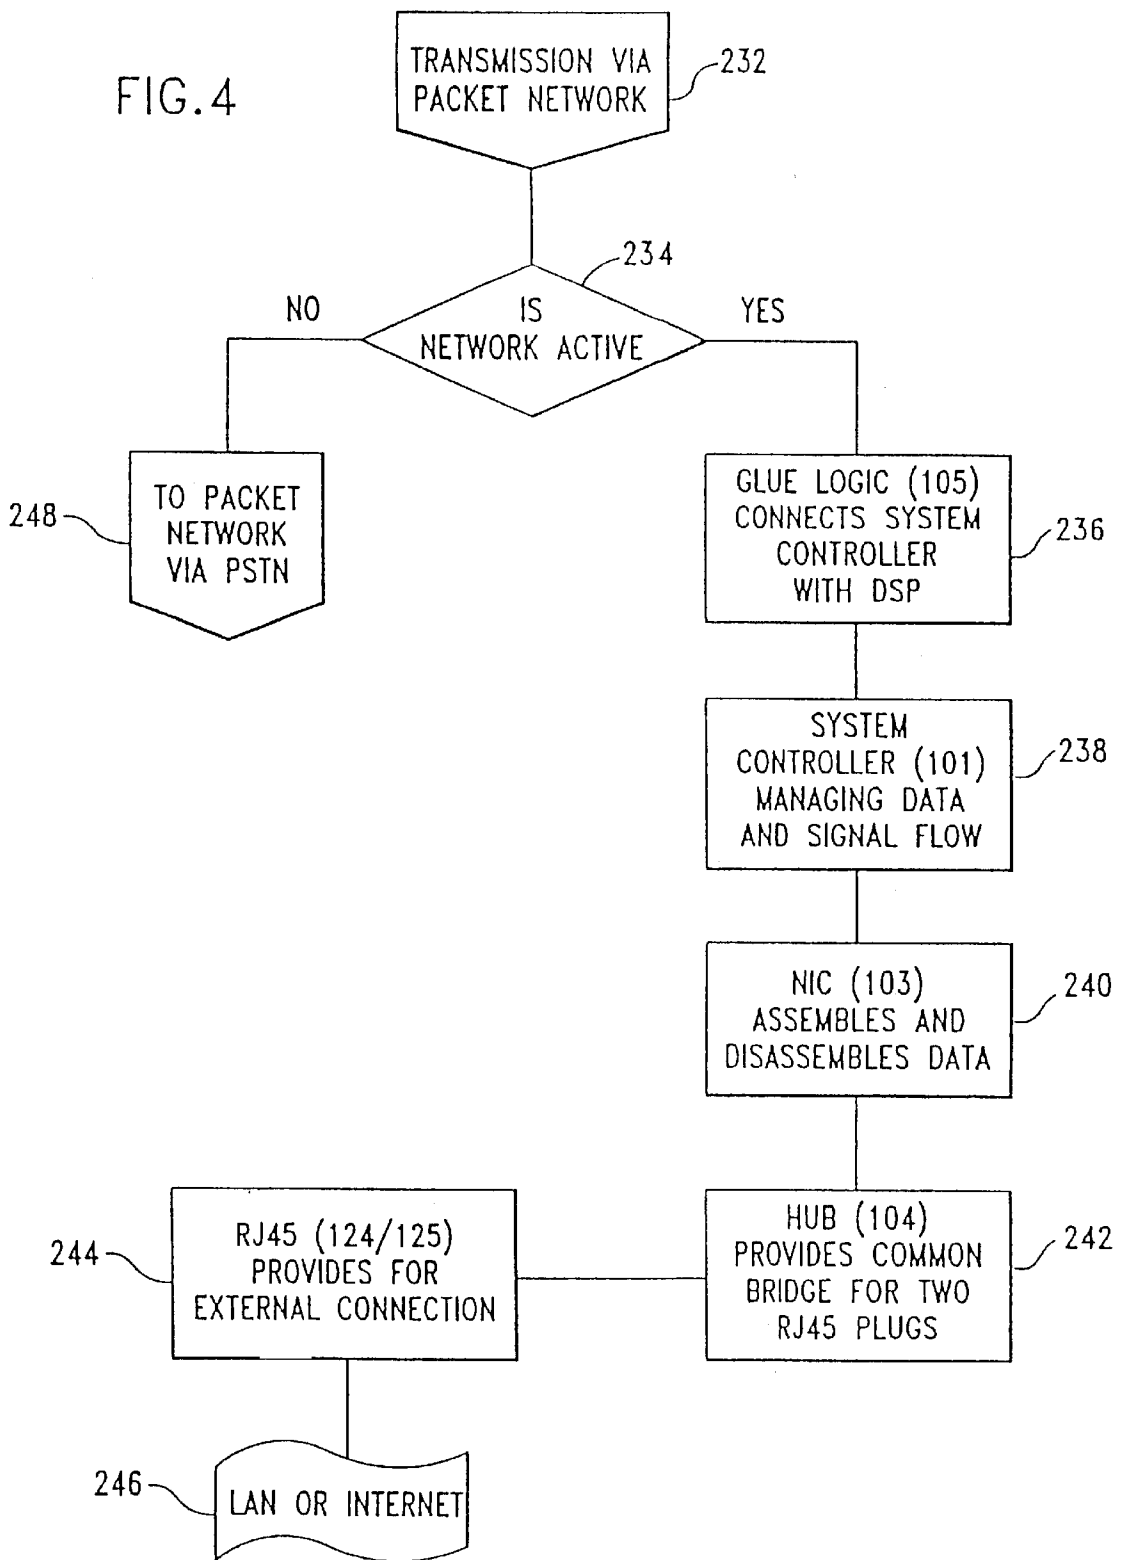 FIG.4
TRANSMISSION VIA
PACKET NETWORK
232
234
NO
IS
NETWORK ACTIVE
YES
248
TO PACKET
NETWORK
VIA PSTN
GLUE LOGIC (105)
CONNECTS SYSTEM
CONTROLLER
WITH DSP
236
SYSTEM
CONTROLLER (101)
MANAGING DATA
AND SIGNAL FLOW
238
NIC (103)
ASSEMBLES AND
DISASSEMBLES DATA
240
244
RJ45 (124/125)
PROVIDES FOR
EXTERNAL CONNECTION
HUB (104)
PROVIDES COMMON
BRIDGE FOR TWO
RJ45 PLUGS
242
246
LAN OR INTERNET